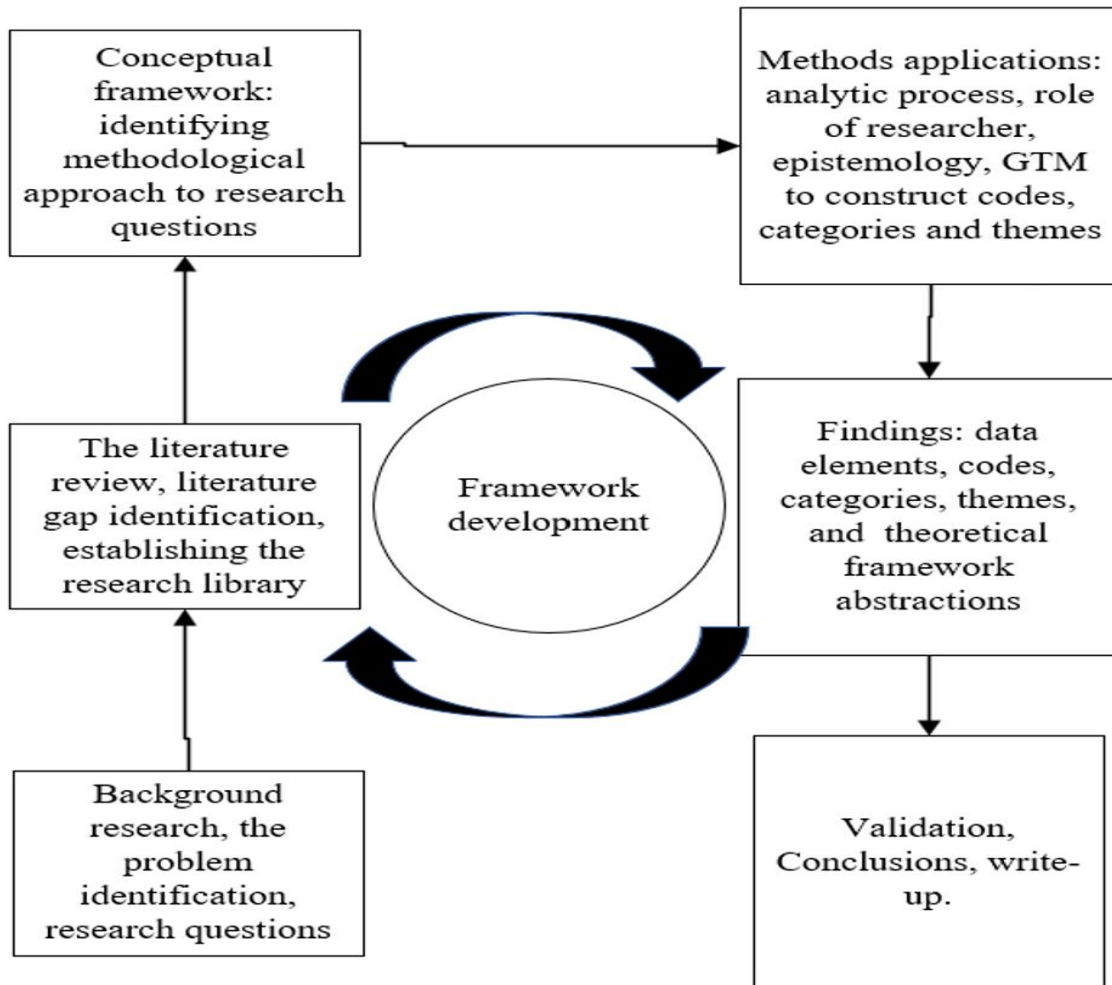 Conceptual
framework:
identifying
methodological
approach to research
questions
Methods applications:
analytic process, role
of researcher,
epistemology, GTM
to construct codes,
categories and themes
The literature
review, literature
gap identification,
establishing the
research library
Framework
development
Findings: data
elements, codes,
categories, themes,
and theoretical
framework
abstractions
Background
research, the
problem
identification,
research questions
Validation,
Conclusions, write-
up.